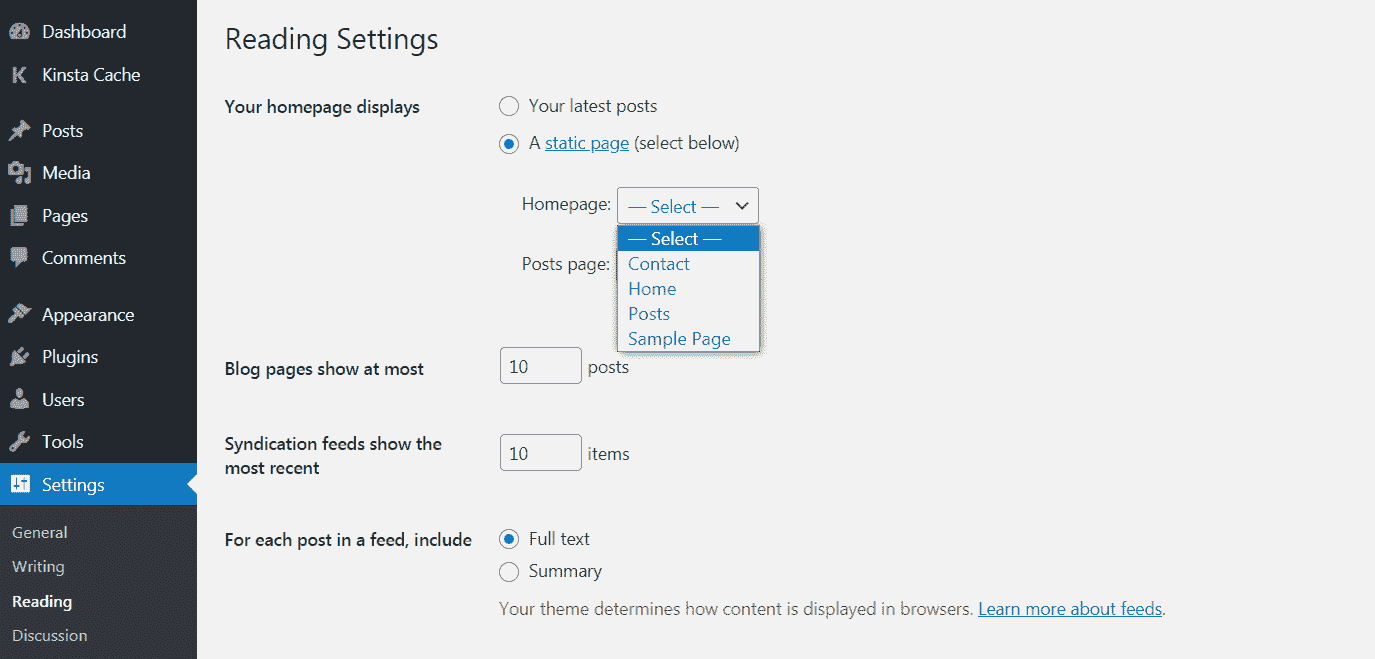 Dashboard
Kinsta Cache
Posts
Media
Pages
Comments
Appearance
Plugins
Users
Tools
Settings
General
Writing
Reading
Discussion
Reading Settings
Your homepage displays
Your latest posts
A static page (select below)
Homepage: — Select —
— Select —
Contact
Home
Posts
Sample Page
Posts page:
Blog pages show at most
10 posts
Syndication feeds show the
most recent
10 items
For each post in a feed, include
Full text
Summary
Your theme determines how content is displayed in browsers. Learn more about feeds.